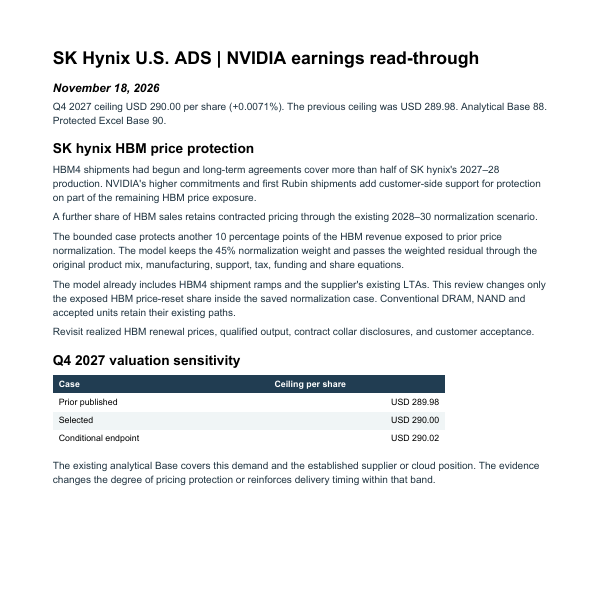 SK Hynix U.S. ADS | NVIDIA earnings read-through
November 18, 2026
Q4 2027 ceiling USD 290.00 per share (+0.0071%). The previous ceiling was USD 289.98. Analytical Base 88.
Protected Excel Base 90.
SK hynix HBM price protection
HBM4 shipments had begun and long-term agreements cover more than half of SK hynix's 2027–28
production. NVIDIA's higher commitments and first Rubin shipments add customer-side support for protection
on part of the remaining HBM price exposure.
A further share of HBM sales retains contracted pricing through the existing 2028–30 normalization scenario.
The bounded case protects another 10 percentage points of the HBM revenue exposed to prior price
normalization. The model keeps the 45% normalization weight and passes the weighted residual through the
original product mix, manufacturing, support, tax, funding and share equations.
The model already includes HBM4 shipment ramps and the supplier's existing LTAs. This review changes only
the exposed HBM price-reset share inside the saved normalization case. Conventional DRAM, NAND and
accepted units retain their existing paths.
Revisit realized HBM renewal prices, qualified output, contract collar disclosures, and customer acceptance.
Q4 2027 valuation sensitivity
Case Ceiling per share
Prior published USD 289.98
Selected USD 290.00
Conditional endpoint USD 290.02
The existing analytical Base covers this demand and the established supplier or cloud position. The evidence
changes the degree of pricing protection or reinforces delivery timing within that band.